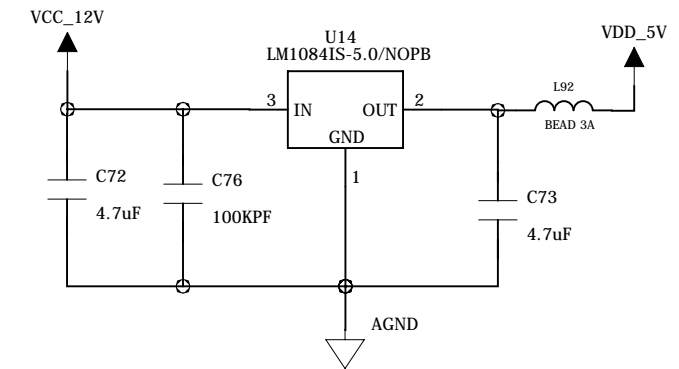 VCC_12V
U14
LM1084IS-5.0/NOPB
VDD_5V
L92
BEAD 3A
3
IN
OUT
2
GND
1
C72
4.7uF
C76
100KPF
C73
4.7uF
AGND